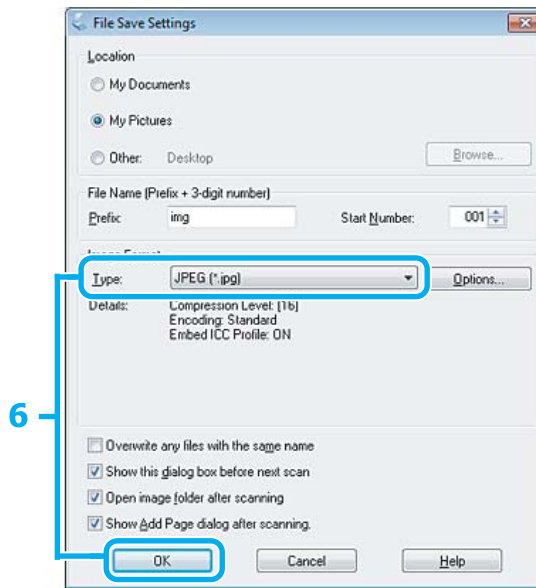 File Save Settings
Location
My Documents
My Pictures
Other: Desktop Browse...
File Name (Prefix + 3-digit number)
Prefix: img Start Number: 001
Image Format
Type: JPEG (*.jpg) Options...
Details: Compression Level: [16]
Encoding: Standard
Embed ICC Profile: ON
6
Overwrite any files with the same name
Show this dialog box before next scan
Open image folder after scanning
Show Add Page dialog after scanning.
OK Cancel Help